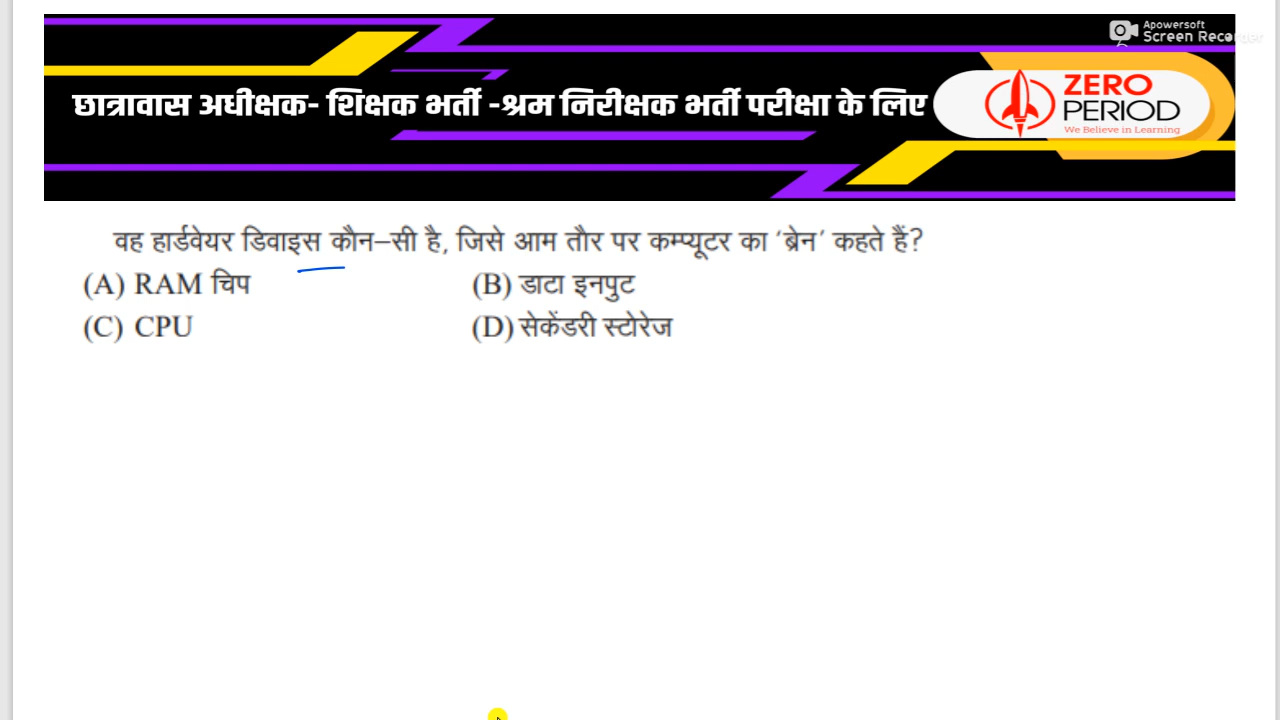 Apowersoft
Screen Recorder
छात्रावास अधीक्षक- शिक्षक भर्ती -श्रम निरीक्षक भर्ती परीक्षा के लिए
ZERO
PERIOD
We Believe in Learning
वह हार्डवेयर डिवाइस कौन–सी है, जिसे आम तौर पर कम्प्यूटर का ‘ब्रेन’ कहते हैं?
(A) RAM चिप (B) डाटा इनपुट
(C) CPU (D) सेकेंडरी स्टोरेज